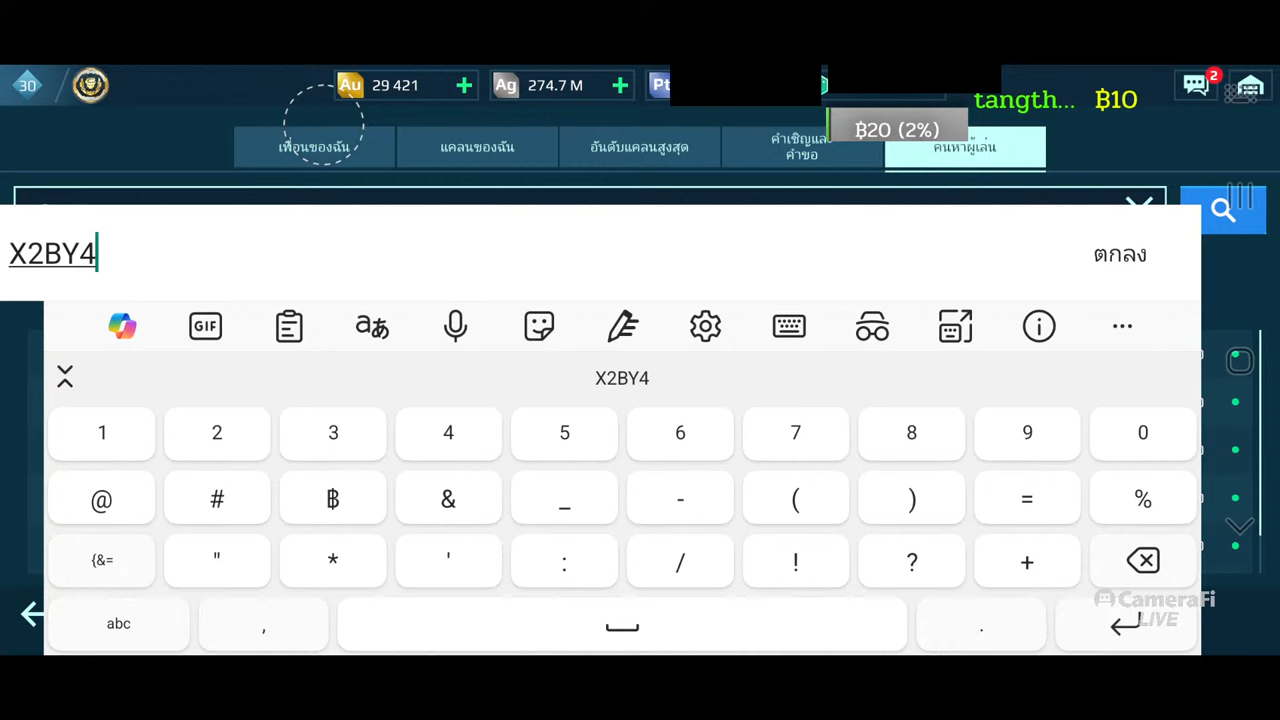 30
Au 29 421 +
Ag 274.7 M +
Pt
2
tangth... ฿10
฿20 (2%)
เพื่อนของฉัน
แคลนของฉัน
อันดับแคลนสูงสุด
คำเชิญและ
คำขอ
ค้นหาผู้เล่น
X2BY4
ตกลง
GIF
aあ
X2BY4
1 2 3 4 5 6 7 8 9 0
@ # ฿ & _ - ( ) = %
{&= " * ' : / ! ? +
abc , .
CameraFi
LIVE